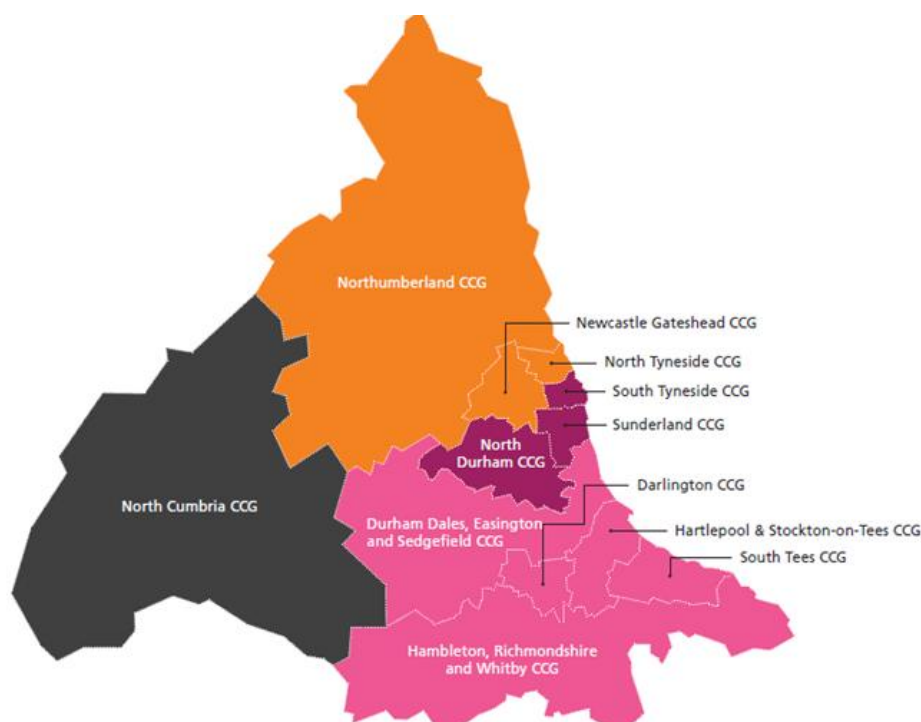 Northumberland CCG
Newcastle Gateshead CCG
North Tyneside CCG
South Tyneside CCG
Sunderland CCG
North
Durham CCG
Darlington CCG
North Cumbria CCG
Durham Dales, Easington
and Sedgefield CCG
Hartlepool & Stockton-on-Tees CCG
South Tees CCG
Hambleton, Richmondshire
and Whitby CCG